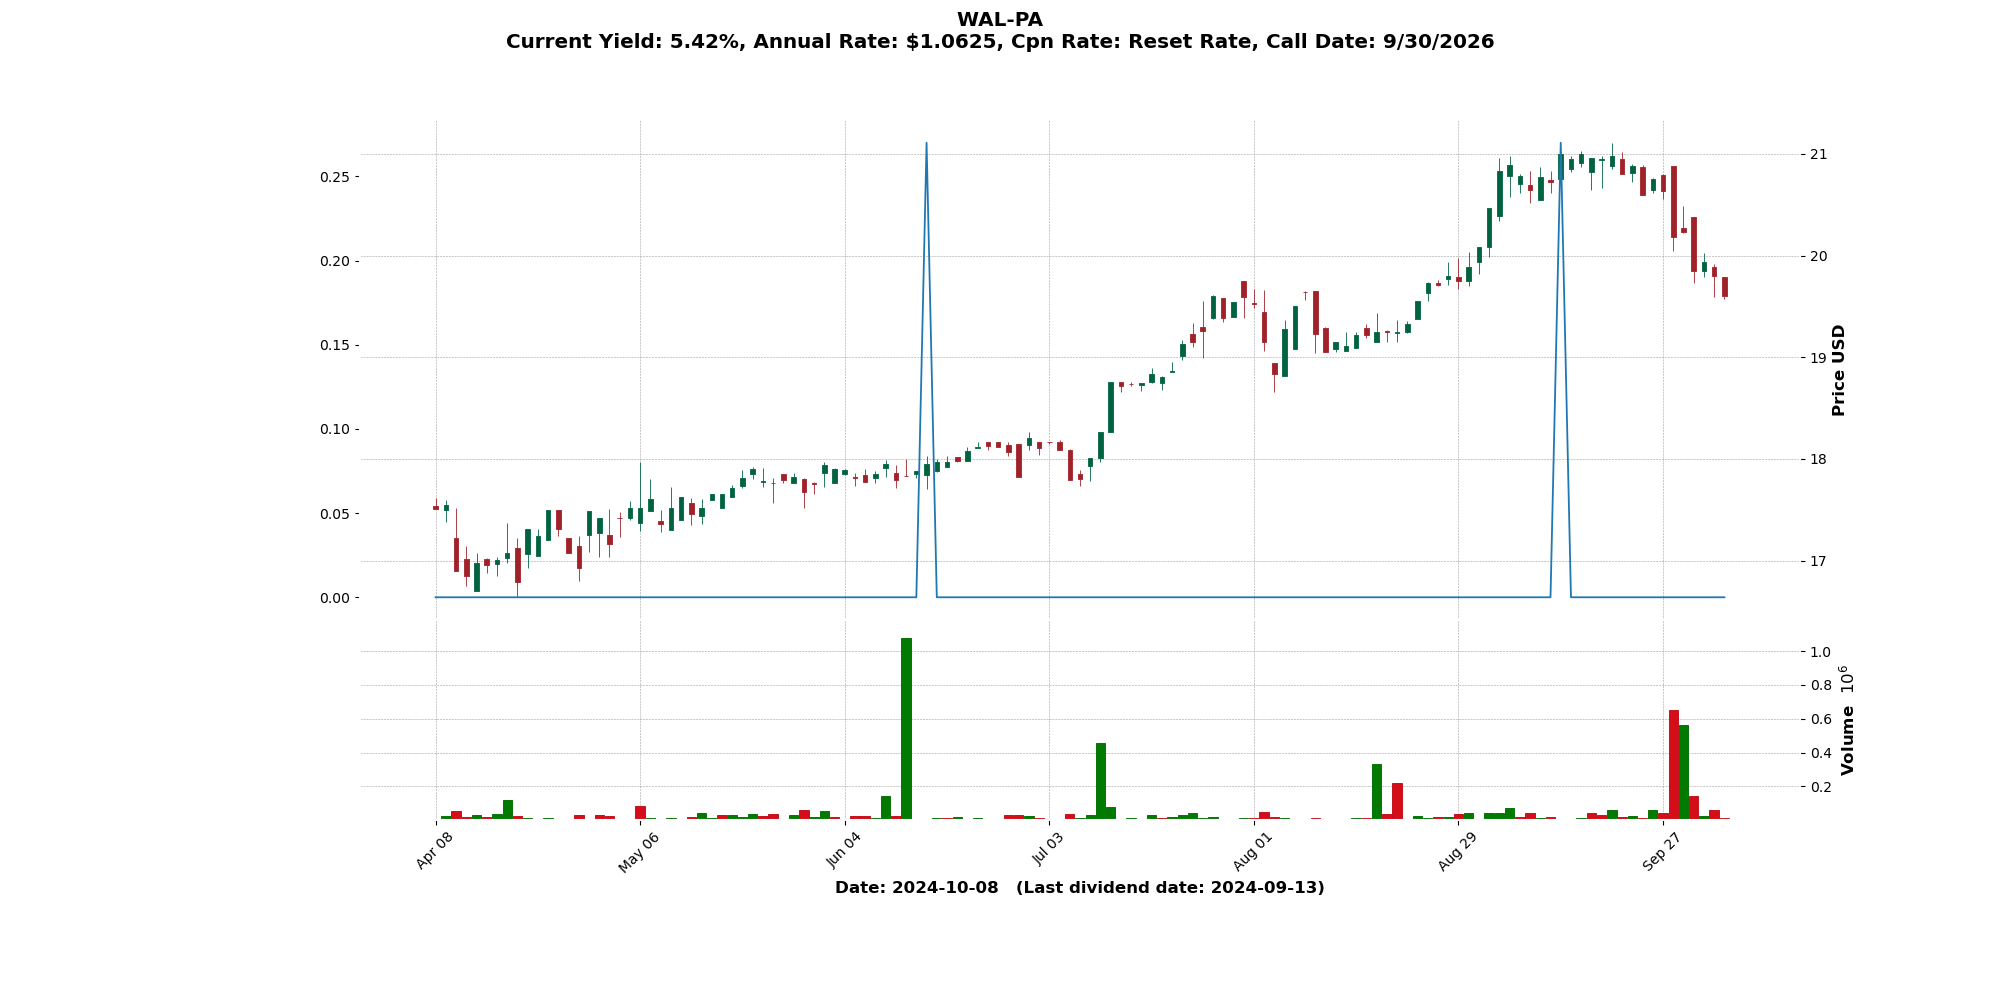 WAL-PA
Current Yield: 5.42%, Annual Rate: $1.0625, Cpn Rate: Reset Rate, Call Date: 9/30/2026
0.25
0.20
0.15
0.10
0.05
0.00
21
20
19
18
17
Price USD
1.0
0.8
0.6
0.4
0.2
Volume 10^6
Apr 08
May 06
Jun 04
Jul 03
Aug 01
Aug 29
Sep 27
Date: 2024-10-08 (Last dividend date: 2024-09-13)